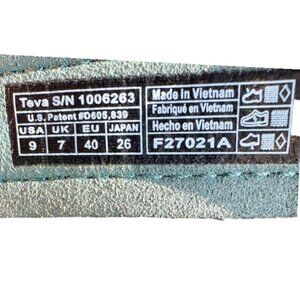 Teva S/N 1006263
U.S. Patent #D605,839
USA UK EU JAPAN
9 7 40 26
Made in Vietnam
Fabriqué en Vietnam
Hecho en Vietnam
F27021A